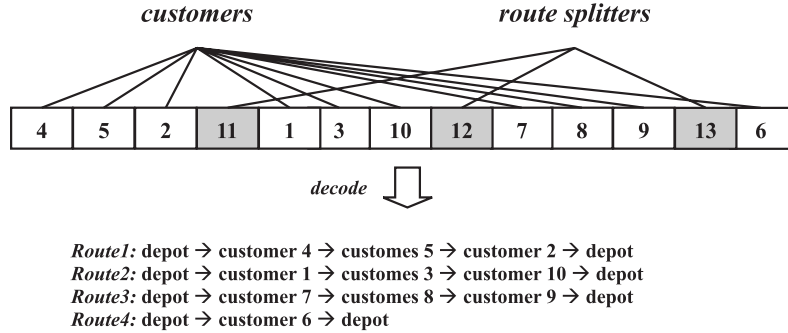 customers route splitters
4 5 2 11 1 3 10 12 7 8 9 13 6
decode
Route1: depot → customer 4 → customes 5 → customer 2 → depot
Route2: depot → customer 1 → customes 3 → customer 10 → depot
Route3: depot → customer 7 → customes 8 → customer 9 → depot
Route4: depot → customer 6 → depot